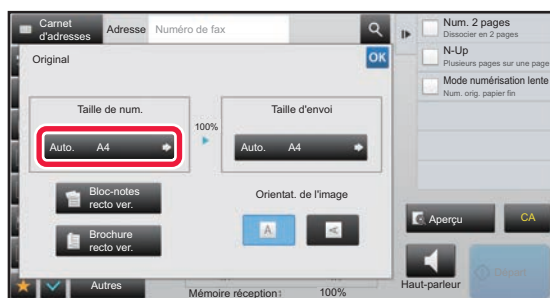 Carnet
d'adresses
Adresse
Numéro de fax
Num. 2 pages
Dissocier en 2 pages
Original
OK
N-Up
Plusieurs pages sur une page
Mode numérisation lente
Num. orig. papier fin
Taille de num.
100%
Taille d'envoi
Auto. A4
Auto. A4
Bloc-notes
recto ver.
Orientat. de l'image
A
A
Brochure
recto ver.
Aperçu
CA
Autres
Mémoire réception: 100%
Haut-parleur
Départ